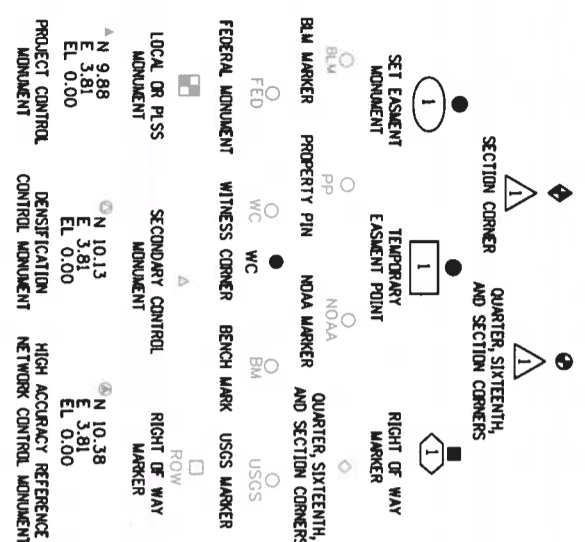 1
SECTION CORNER
1
QUARTER, SIXTEENTH,
AND SECTION CORNERS
1
SET EASMENT
MONUMENT
1
TEMPORARY
EASMENT POINT
1
RIGHT OF WAY
MARKER
BLM
BLM MARKER
PP
PROPERTY PIN
NOAA
NOAA MARKER
QUARTER, SIXTEENTH,
AND SECTION CORNERS
FED
FEDERAL MONUMENT
WC
WC
WITNESS CORNER
BM
BENCH MARK
USGS
USGS MARKER
LOCAL OR PLSS
MONUMENT
SECONDARY CONTROL
MONUMENT
ROW
RIGHT OF WAY
MARKER
N 9.88
E 3.81
EL 0.00
PROJECT CONTROL
MONUMENT
N 10.13
E 3.81
EL 0.00
DENSIFICATION
CONTROL MONUMENT
N 10.38
E 3.81
EL 0.00
HIGH ACCURACY REFERENCE
NETWORK CONTROL MONUMENT